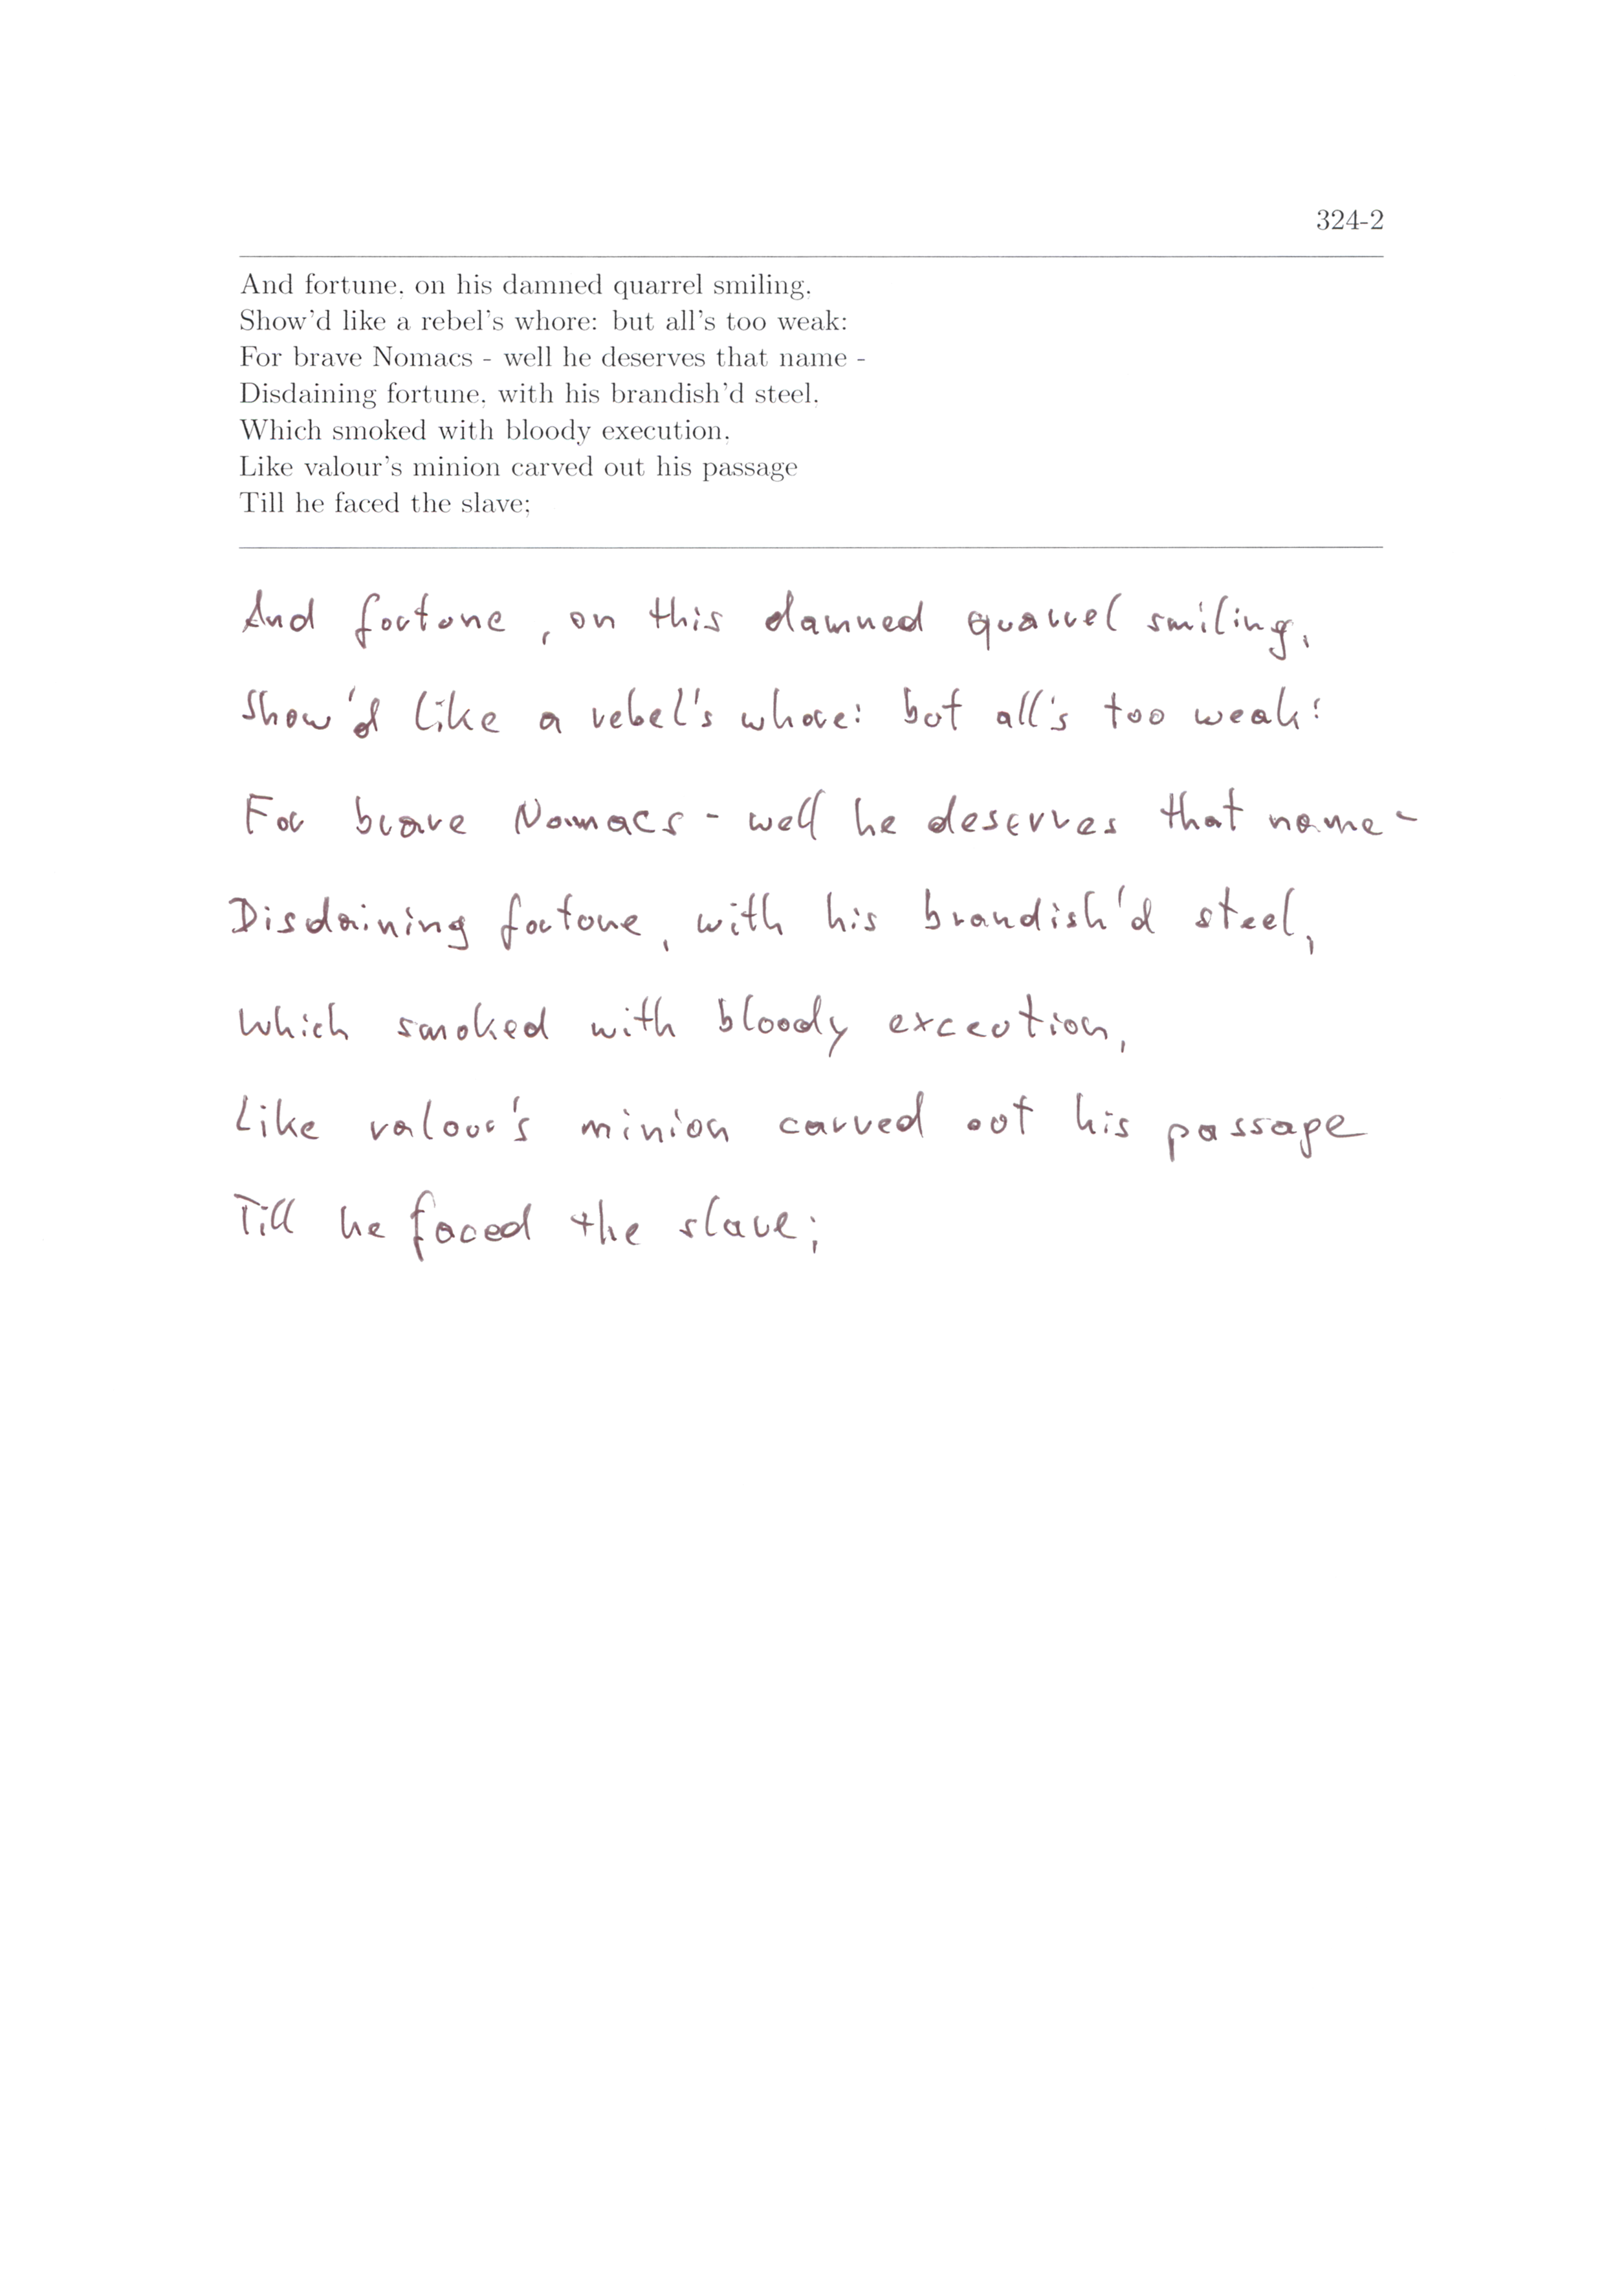 324-2
And fortune, on his damned quarrel smiling,
Show'd like a rebel's whore: but all's too weak:
For brave Nomacs - well he deserves that name -
Disdaining fortune, with his brandish'd steel,
Which smoked with bloody execution,
Like valour's minion carved out his passage
Till he faced the slave;
And fortune, on this damned quarrel smiling,
Show'd like a rebel's whore: but all's too weak:
For brave Nomacs - well he deserves that name -
Disdaining fortune, with his brandish'd steel,
Which smoked with bloody execution,
Like valour's minion carved out his passage
Till he faced the slave;